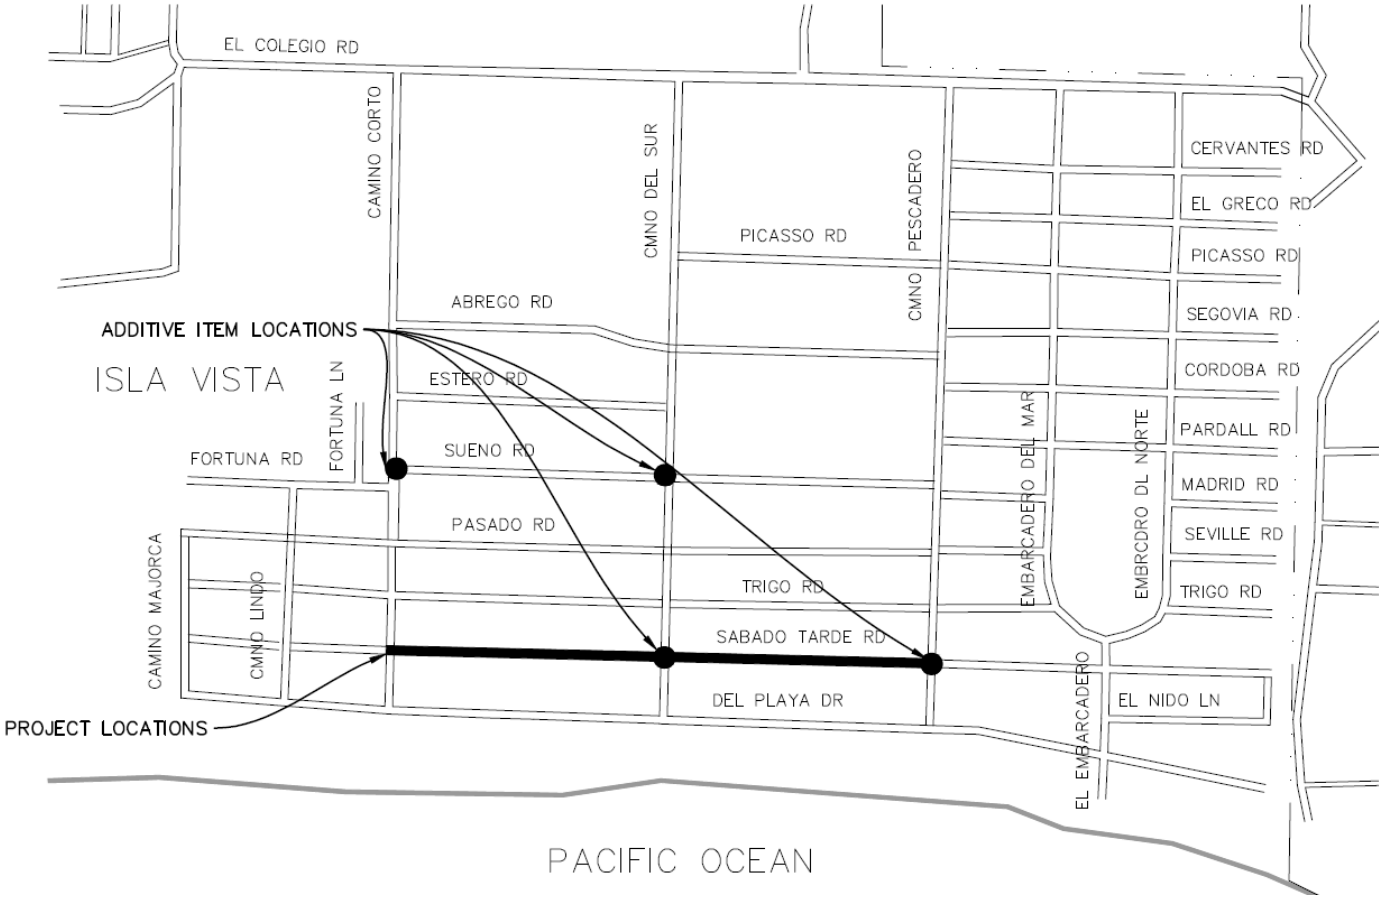 EL COLEGIO RD
CAMINO CORTO
CMNO DEL SUR
CMNO PESCADERO
CERVANTES RD
EL GRECO RD
PICASSO RD
PICASSO RD
ABREGO RD
SEGOVIA RD
ADDITIVE ITEM LOCATIONS
ISLA VISTA
ESTERO RD
CORDOBA RD
FORTUNA LN
FORTUNA RD
SUENO RD
PARDALL RD
EMBARCADERO DEL MAR
EMBRCDRO DL NORTE
MADRID RD
PASADO RD
SEVILLE RD
CAMINO MAJORCA
CMNO LINDO
TRIGO RD
TRIGO RD
SABADO TARDE RD
DEL PLAYA DR
EL NIDO LN
EL EMBARCADERO
PROJECT LOCATIONS
PACIFIC OCEAN